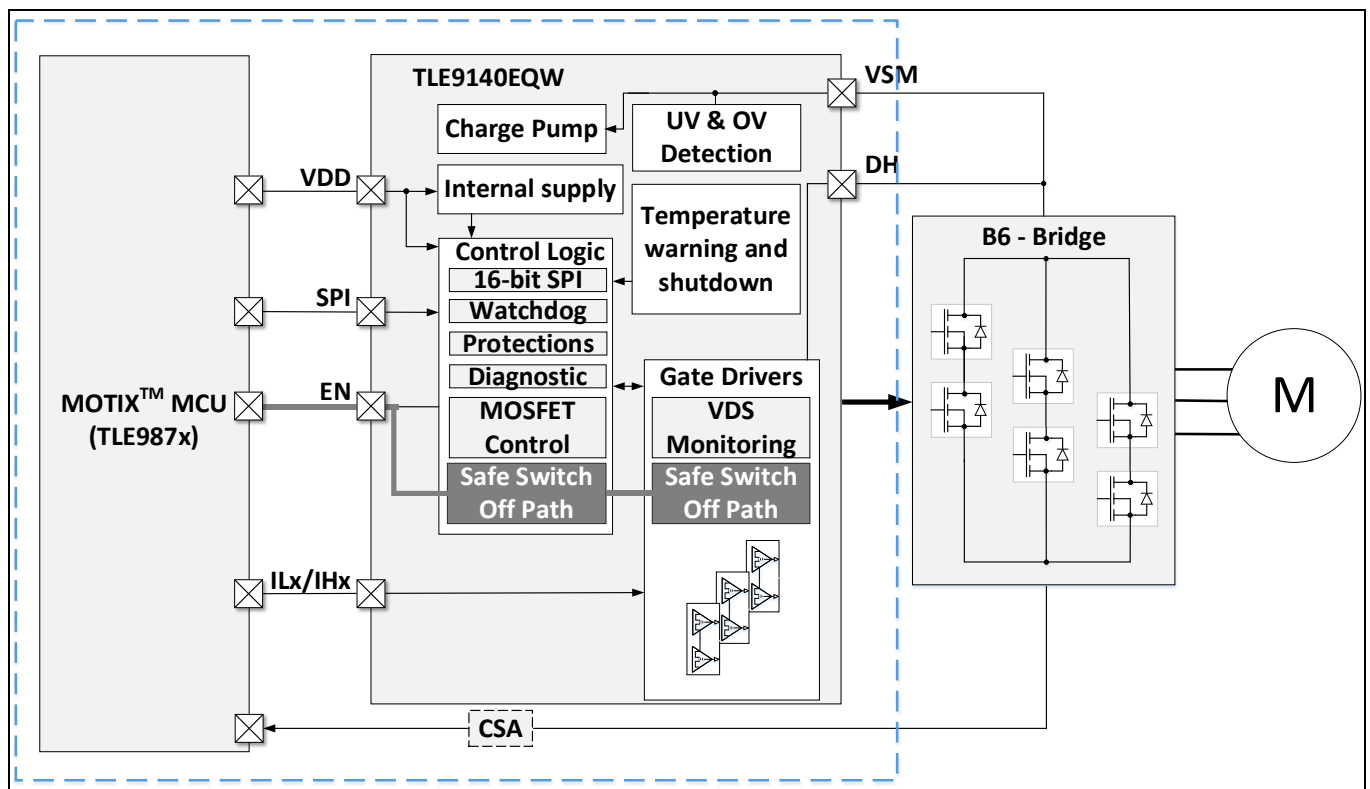 TLE9140EQW
VSM
Charge Pump
UV & OV
Detection
DH
VDD
Internal supply
Temperature
warning and
shutdown
B6 - Bridge
Control Logic
16-bit SPI
SPI
Watchdog
Protections
Diagnostic
Gate Drivers
EN
MOTIX™ MCU
(TLE987x)
MOSFET
Control
VDS
Monitoring
M
Safe Switch
Off Path
Safe Switch
Off Path
ILx/IHx
CSA